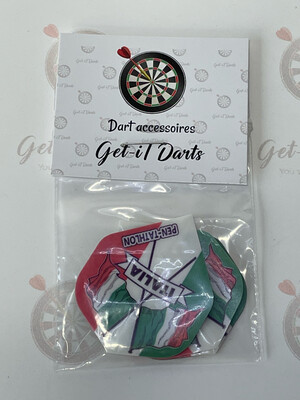 Dart accessoires
Get-iT Darts
PEN-TATHLON
ITALIA